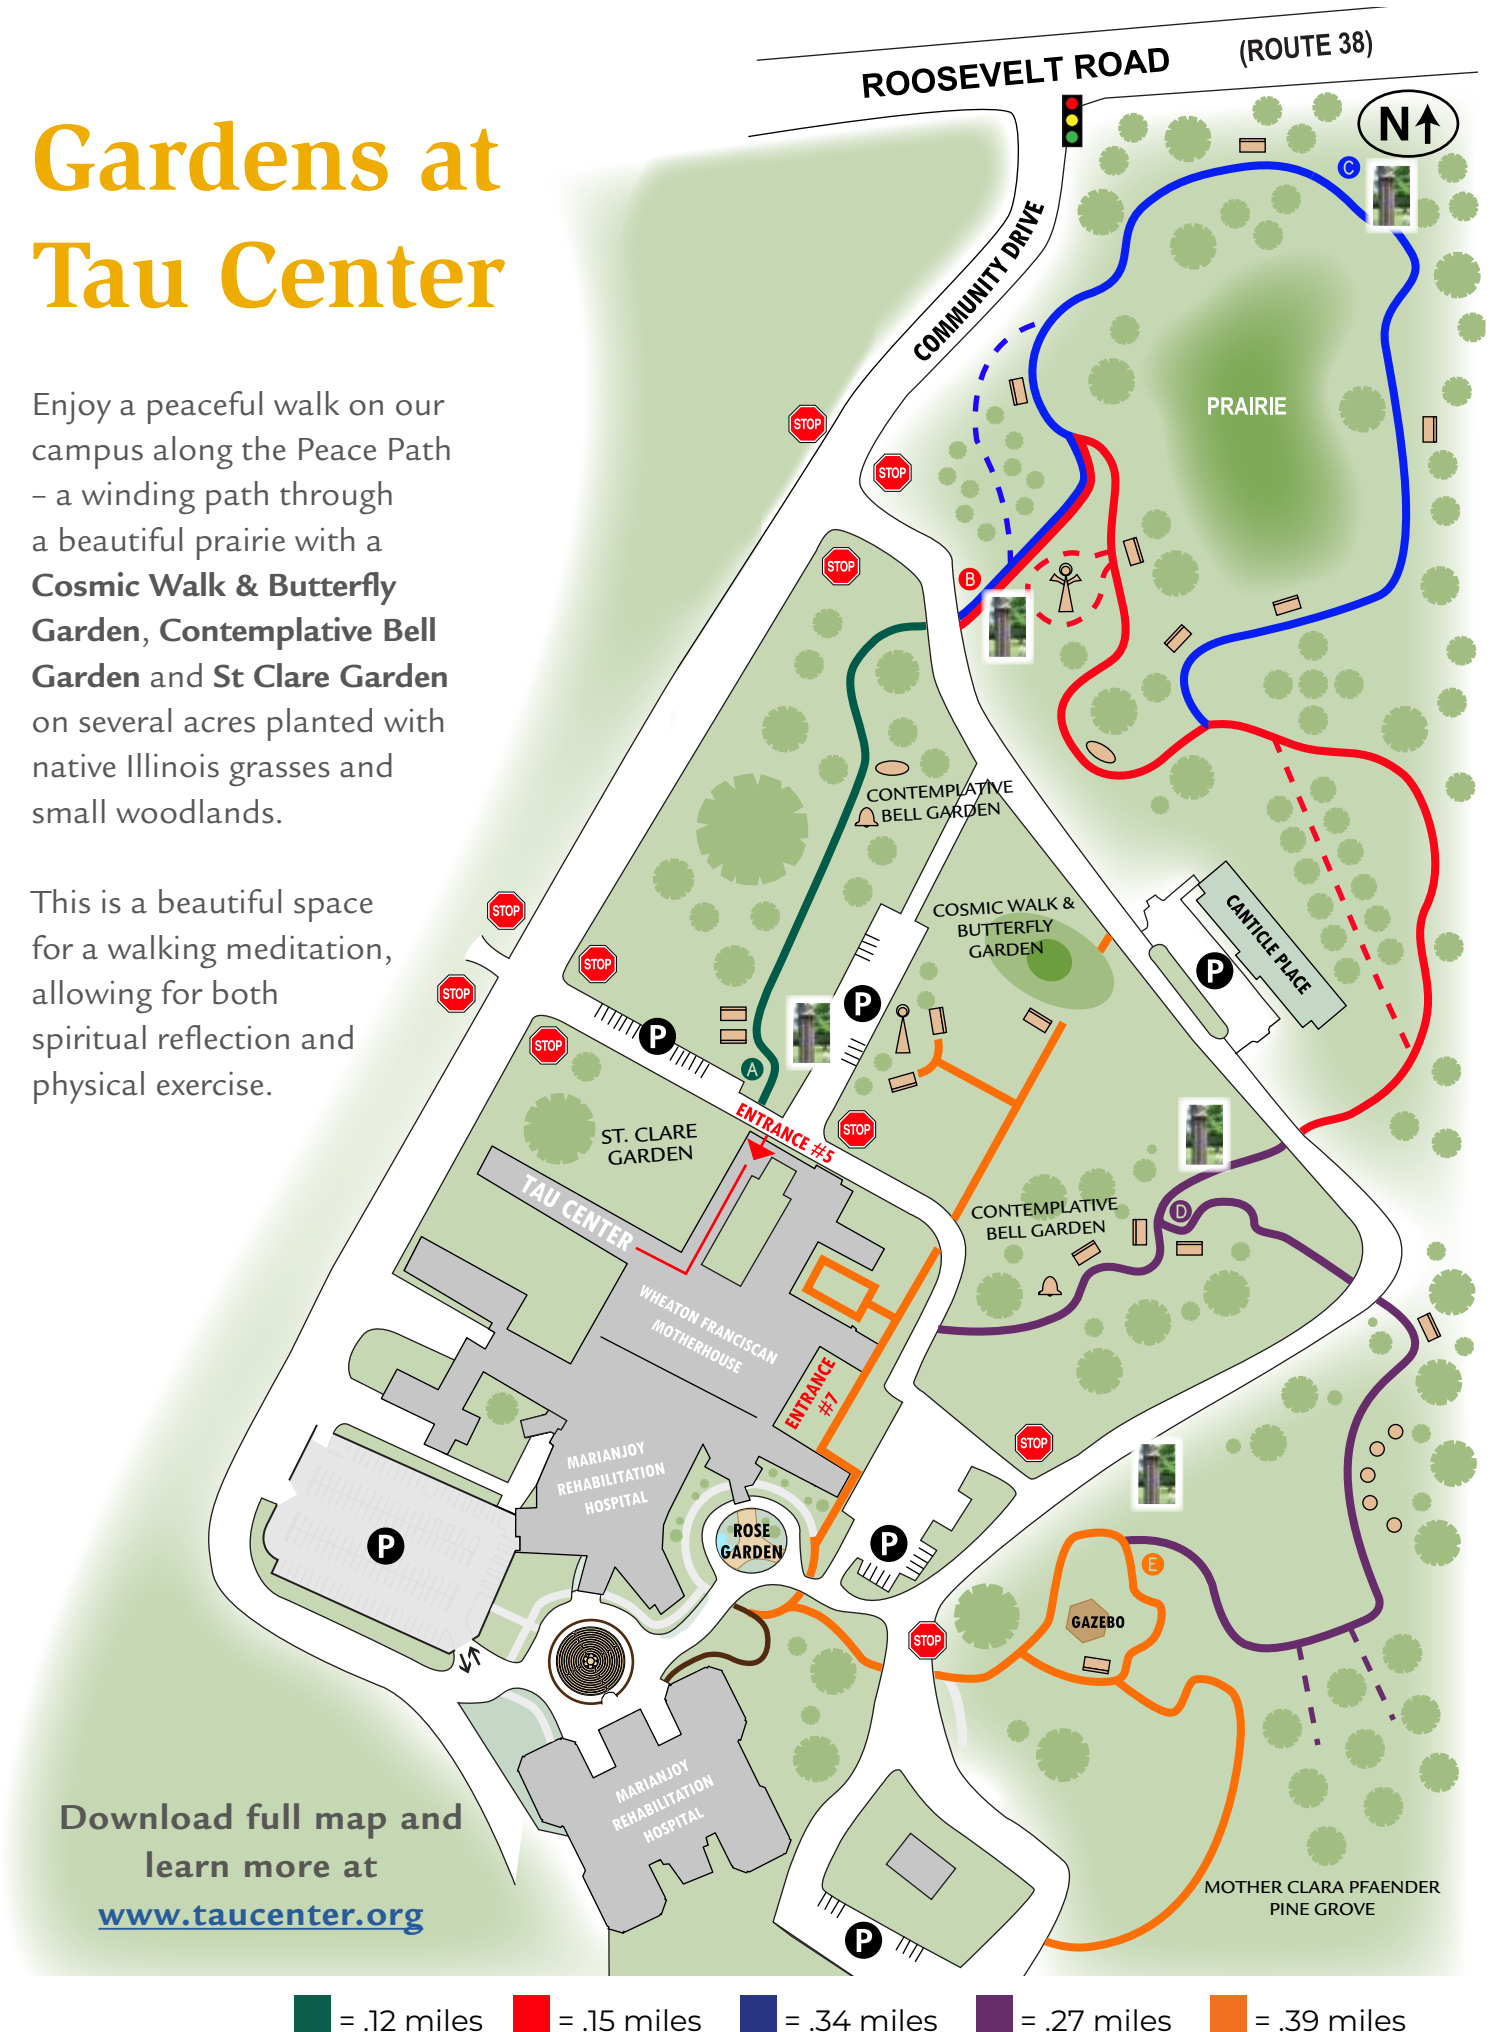 ROOSEVELT ROAD (ROUTE 38)
N
Gardens at
Tau Center
Enjoy a peaceful walk on our
campus along the Peace Path
– a winding path through
a beautiful prairie with a
Cosmic Walk & Butterfly
Garden, Contemplative Bell
Garden and St Clare Garden
on several acres planted with
native Illinois grasses and
small woodlands.
This is a beautiful space
for a walking meditation,
allowing for both
spiritual reflection and
physical exercise.
C
COMMUNITY DRIVE
PRAIRIE
STOP
STOP
STOP
B
CONTEMPLATIVE
BELL GARDEN
COSMIC WALK &
BUTTERFLY
GARDEN
CANTICLE PLACE
P
STOP
STOP
STOP
P
P
STOP
A
ENTRANCE #5
STOP
ST. CLARE
GARDEN
TAU CENTER
CONTEMPLATIVE
BELL GARDEN
D
WHEATON FRANCISCAN
MOTHERHOUSE
ENTRANCE
#7
STOP
MARIANJOY
REHABILITATION
HOSPITAL
P
ROSE
GARDEN
P
E
GAZEBO
STOP
MARIANJOY
REHABILITATION
HOSPITAL
MOTHER CLARA PFAENDER
PINE GROVE
P
Download full map and
learn more at
www.taucenter.org
= .12 miles = .15 miles = .34 miles = .27 miles = .39 miles